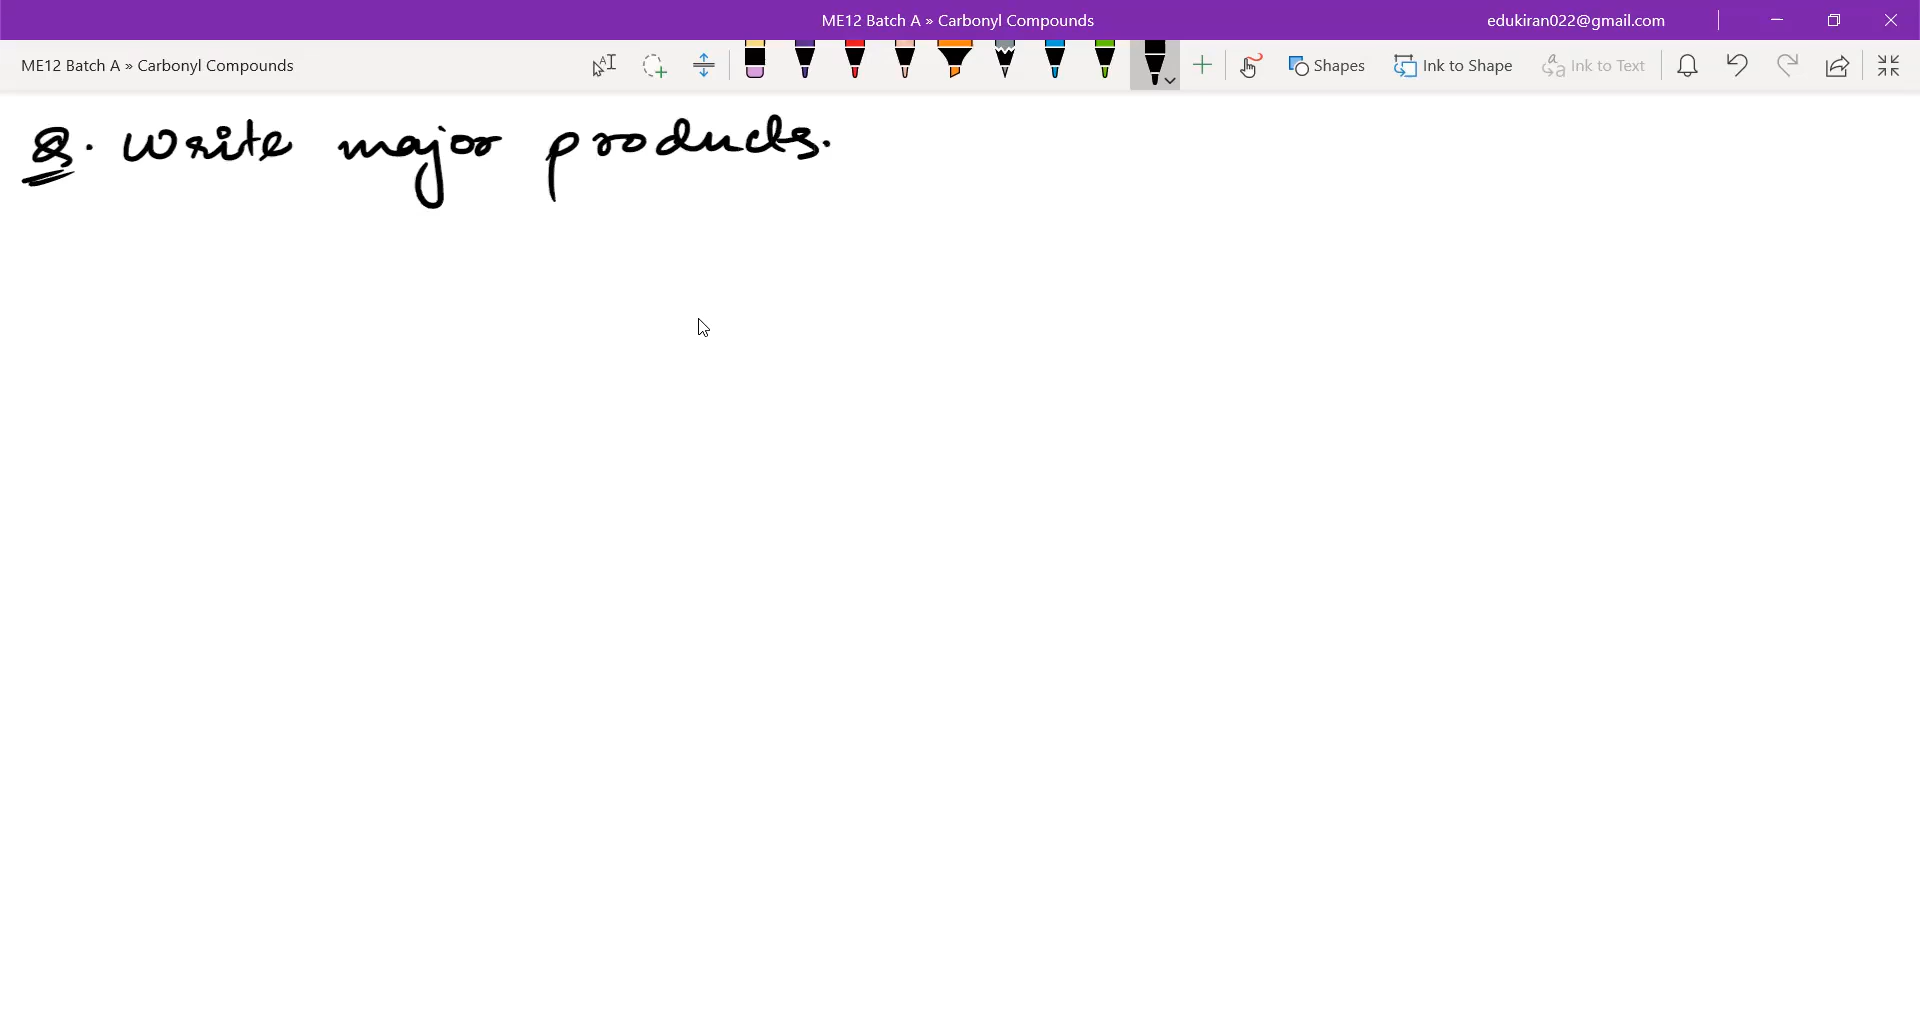 ME12 Batch A » Carbonyl Compounds
edukiran022@gmail.com
ME12 Batch A » Carbonyl Compounds
Shapes
Ink to Shape
Ink to Text
Q. Write major products.